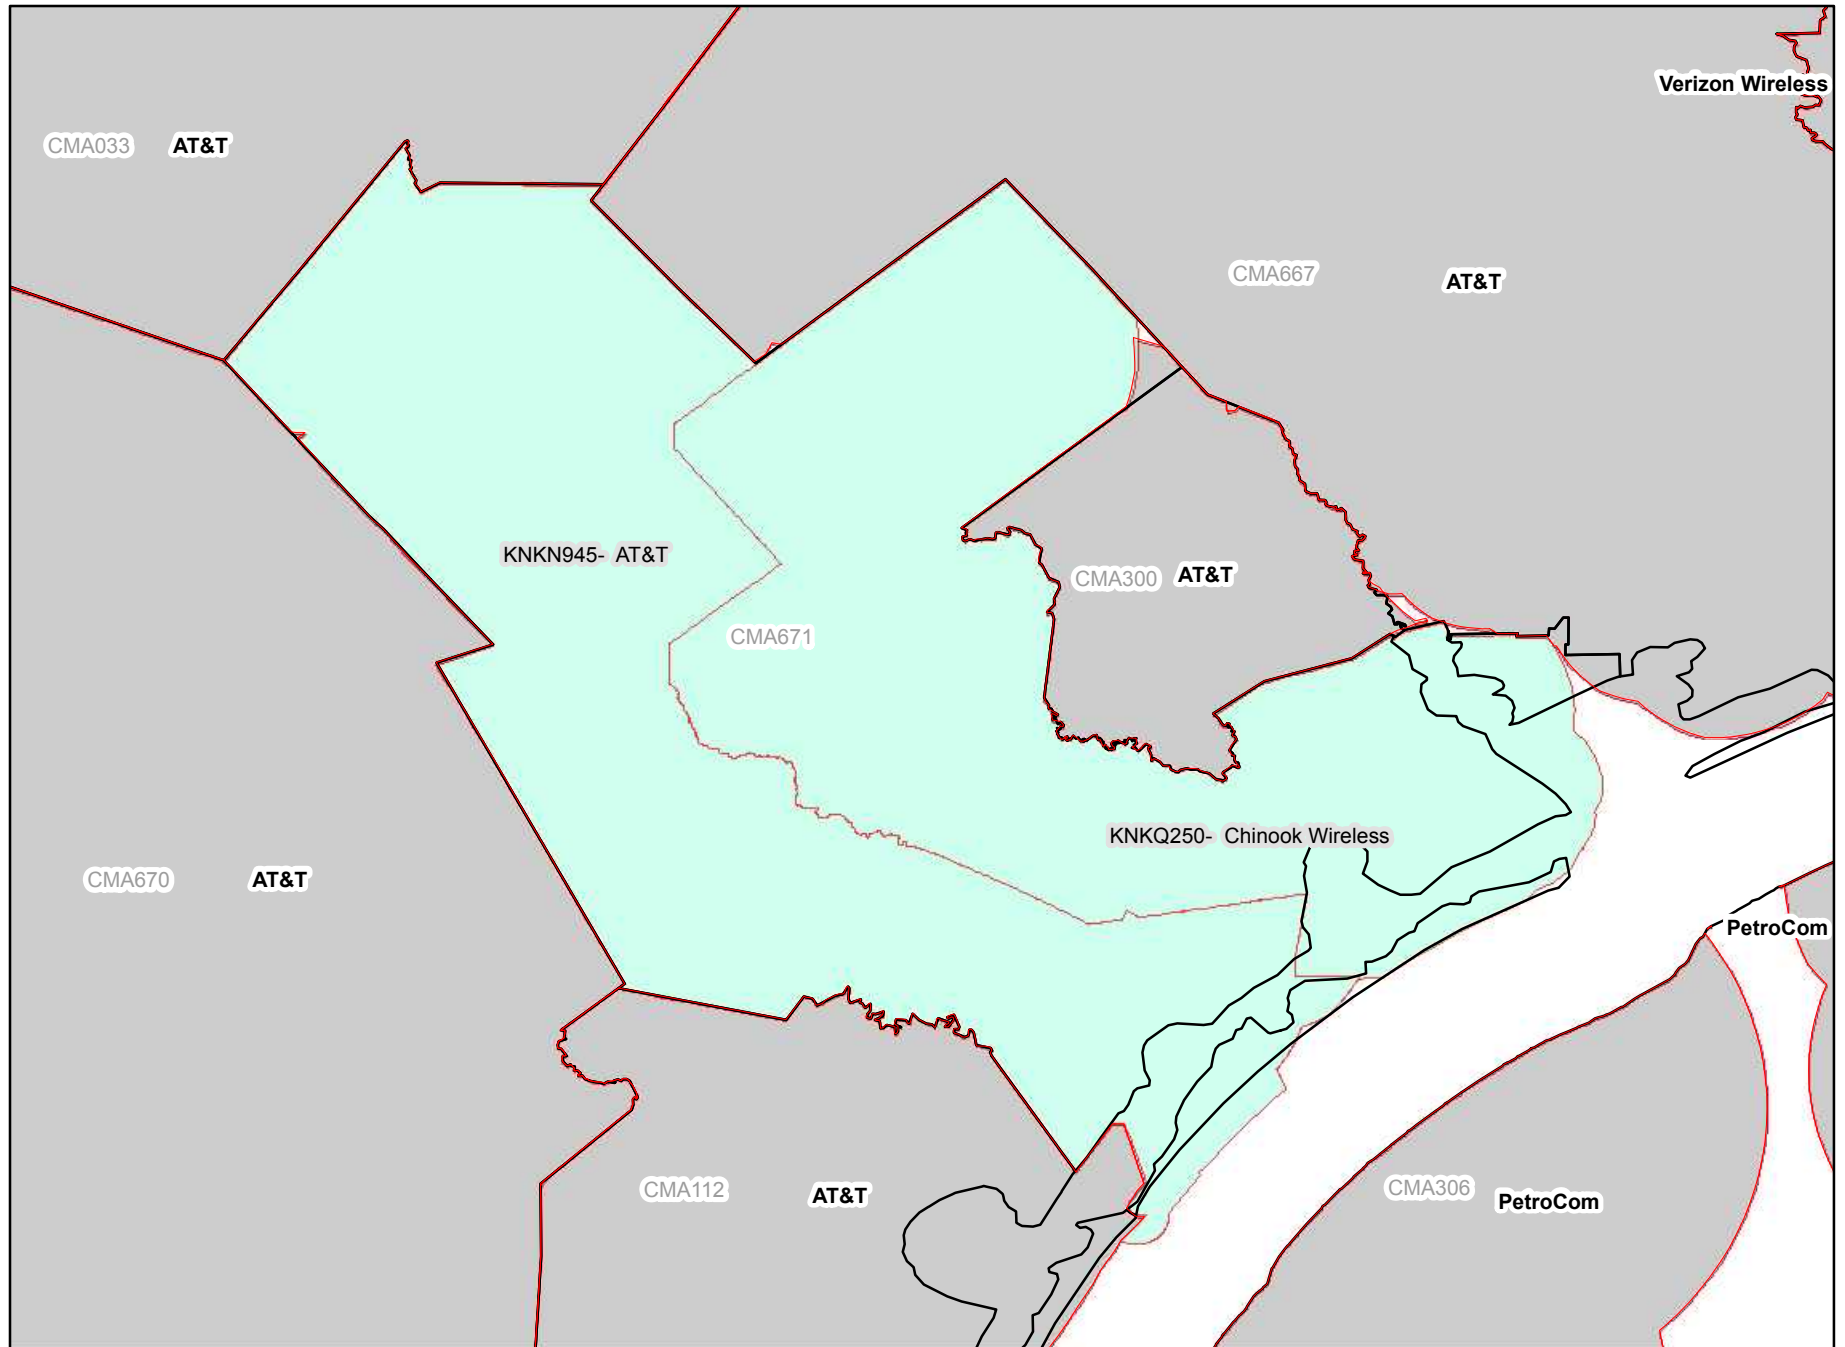 Verizon Wireless
CMA033 AT&T
CMA667 AT&T
KNKN945- AT&T
CMA300 AT&T
CMA671
KNKQ250- Chinook Wireless
CMA670 AT&T
PetroCom
CMA112 AT&T
CMA306 PetroCom